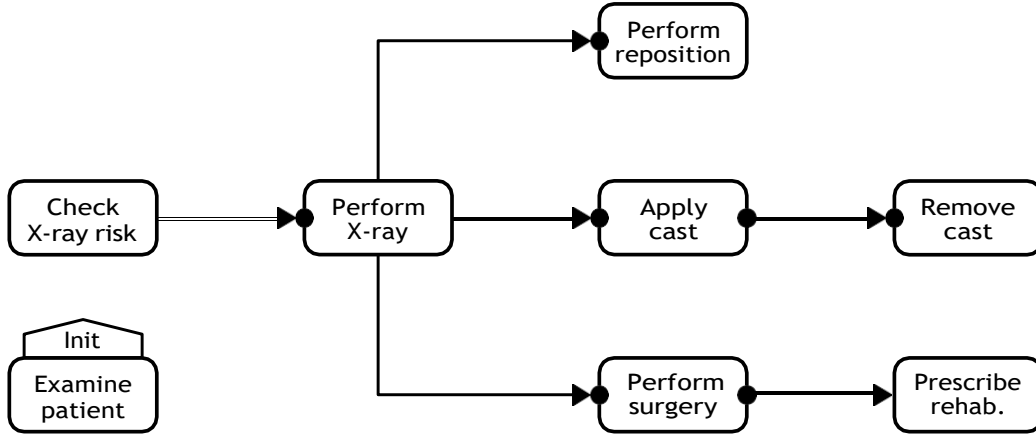 Perform
reposition
Check
X-ray risk
Perform
X-ray
Apply
cast
Remove
cast
Init
Examine
patient
Perform
surgery
Prescribe
rehab.